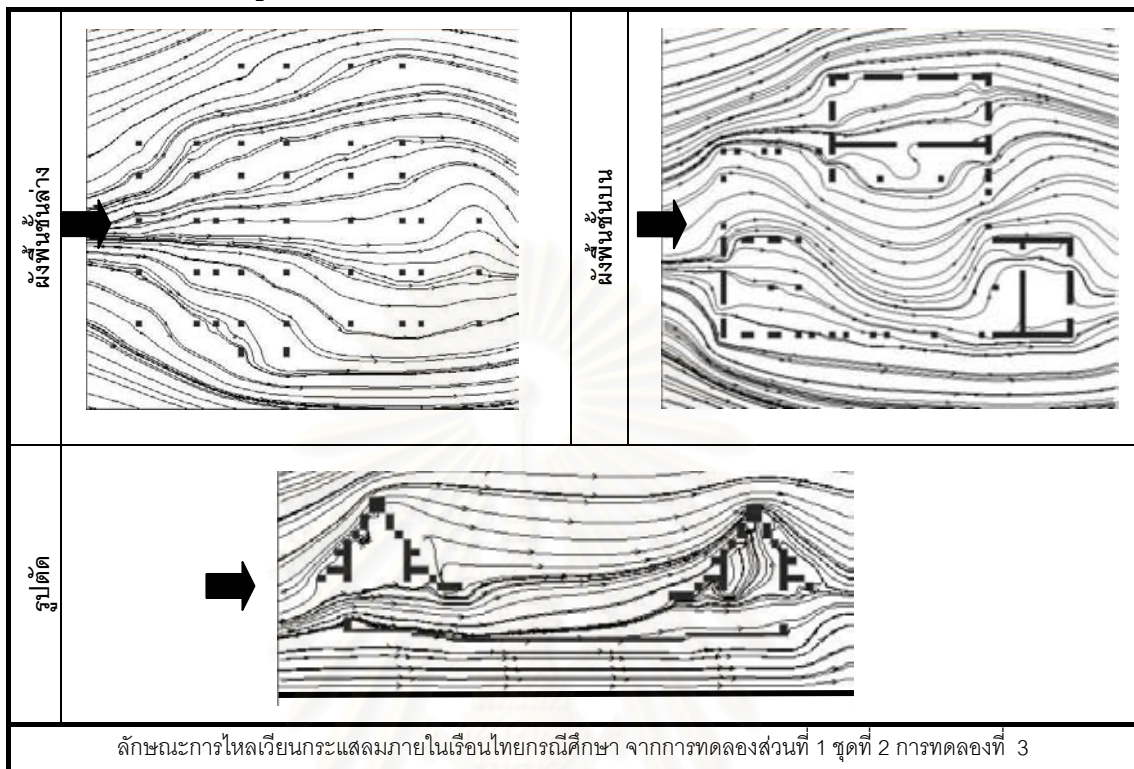 ผังพื้นชั้นล่าง
ผังพื้นชั้นบน
รูปตัด
ลักษณะการไหลเวียนกระแสลมภายในเรือนไทยกรณีศึกษา จากการทดลองส่วนที่ 1 ชุดที่ 2 การทดลองที่ 3